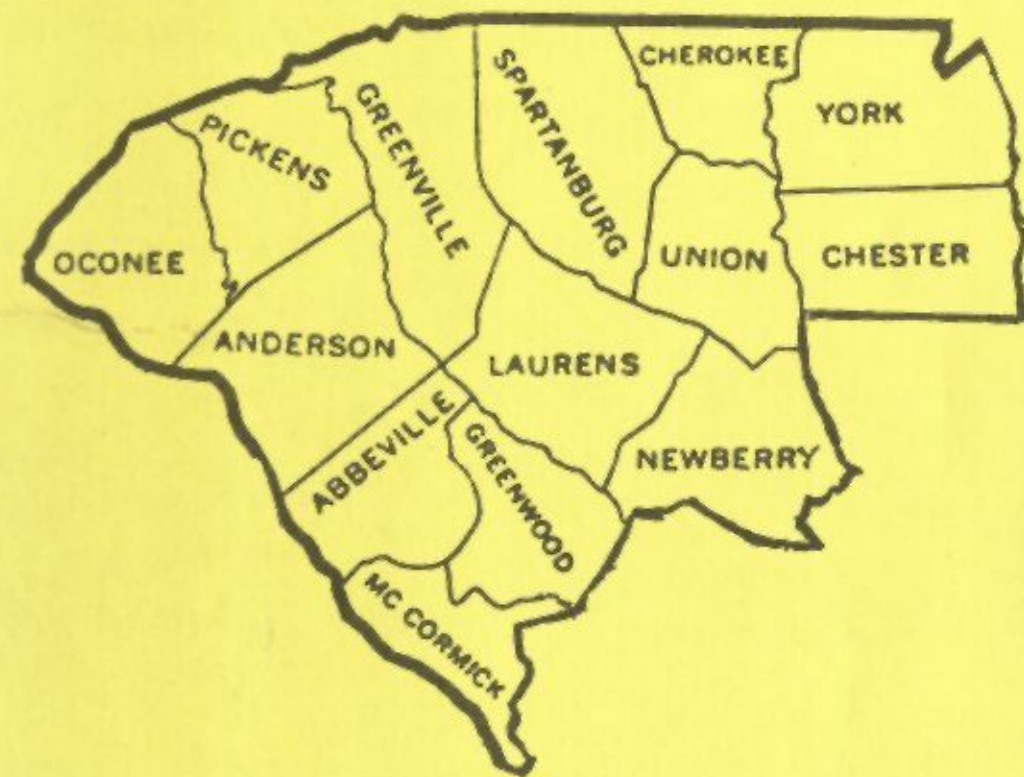 CHEROKEE
SPARTANBURG
GREENVILLE
YORK
PICKENS
OCONEE
UNION
CHESTER
ANDERSON
LAURENS
ABBEVILLE
GREENWOOD
NEWBERRY
MC CORMICK